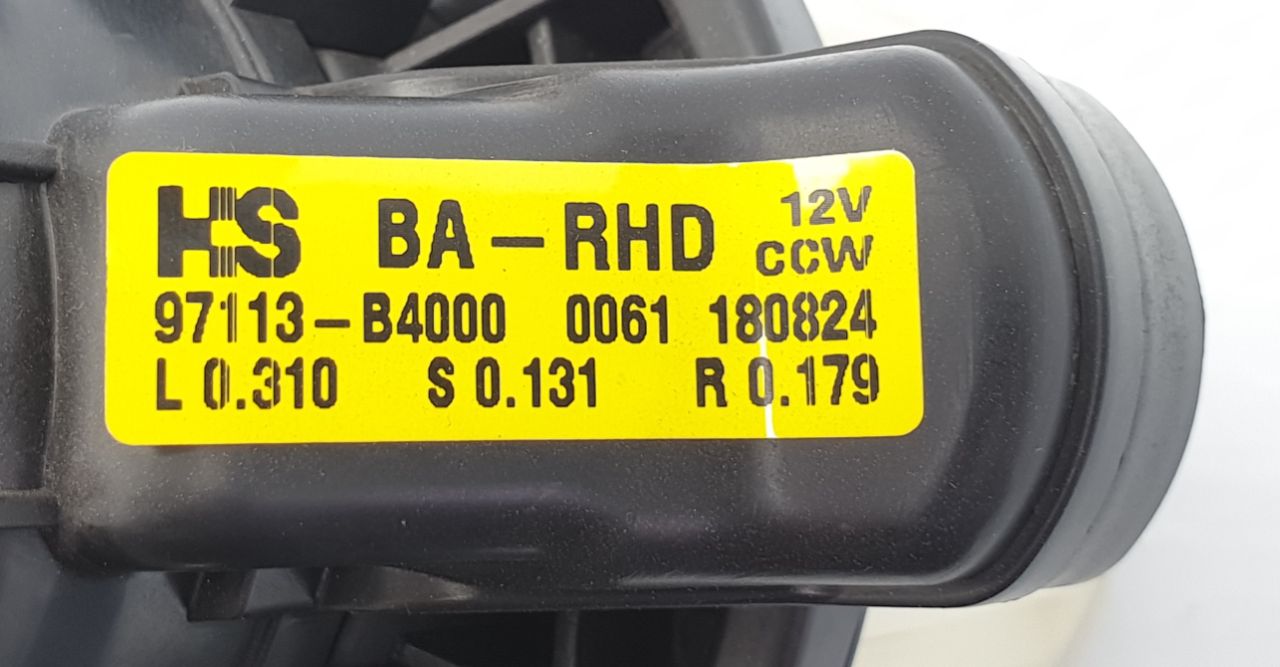 HS BA-RHD 12V
CCW
97113-B4000 0061 180824
L 0.310 S 0.131 R 0.179